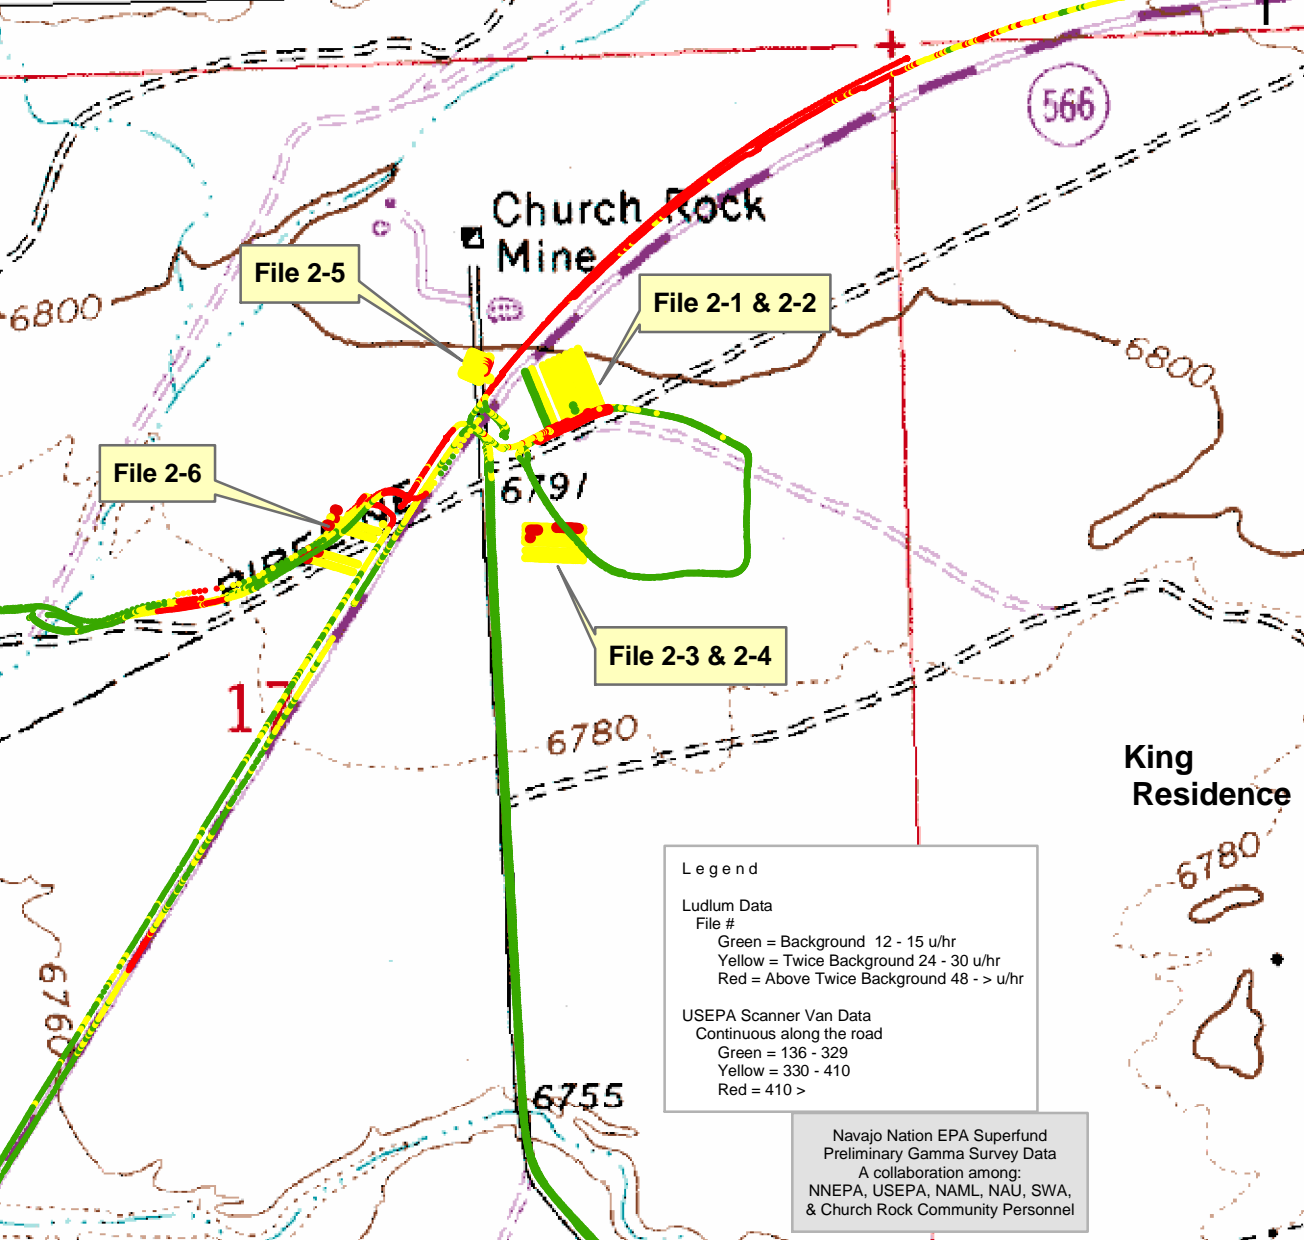 566
Church Rock
Mine
File 2-5
File 2-1 & 2-2
6800
6800
File 2-6
6791
File 2-3 & 2-4
6780
King
Residence
6780
L e g e n d
Ludlum Data
File #
Green = Background 12 - 15 u/hr
Yellow = Twice Background 24 - 30 u/hr
Red = Above Twice Background 48 - > u/hr
USEPA Scanner Van Data
Continuous along the road
Green = 136 - 329
Yellow = 330 - 410
Red = 410 >
6760
6755
Navajo Nation EPA Superfund
Preliminary Gamma Survey Data
A collaboration among:
NNEPA, USEPA, NAML, NAU, SWA,
& Church Rock Community Personnel